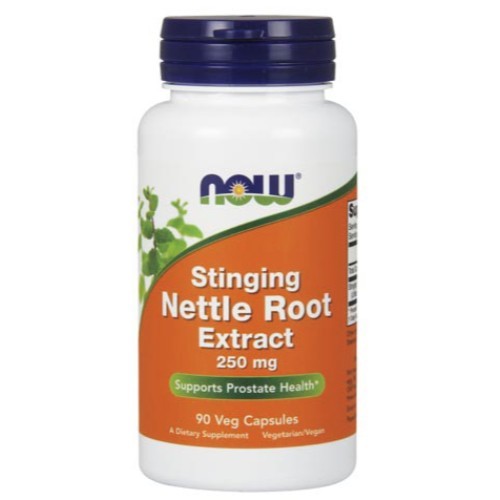 NOW®
Stinging
Nettle Root
Extract
250 mg
Supports Prostate Health*
90 Veg Capsules
A Dietary Supplement Vegetarian/Vegan